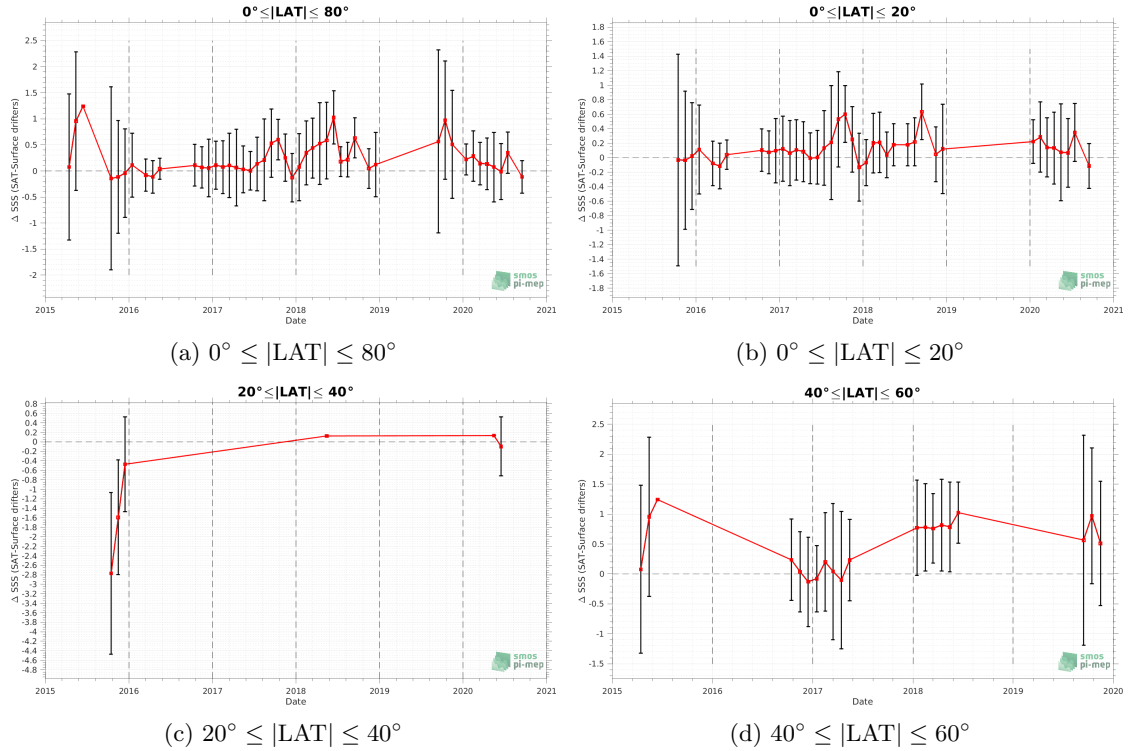 0°≤|LAT|≤ 80°
Δ SSS (SAT-Surface drifters)
2.5
2
1.5
1
0.5
0
-0.5
-1
-1.5
-2
2015 2016 2017 2018 2019 2020 2021
Date
smos
pi-mep
(a) 0° ≤ |LAT| ≤ 80°
0°≤|LAT|≤ 20°
Δ SSS (SAT-Surface drifters)
1.8
1.6
1.4
1.2
1
0.8
0.6
0.4
0.2
0
-0.2
-0.4
-0.6
-0.8
-1
-1.2
-1.4
-1.6
-1.8
2015 2016 2017 2018 2019 2020 2021
Date
smos
pi-mep
(b) 0° ≤ |LAT| ≤ 20°
20°≤|LAT|≤ 40°
Δ SSS (SAT-Surface drifters)
0.8
0.6
0.4
0.2
0
-0.2
-0.4
-0.6
-0.8
-1
-1.2
-1.4
-1.6
-1.8
-2
-2.2
-2.4
-2.6
-2.8
-3
-3.2
-3.4
-3.6
-3.8
-4
-4.2
-4.4
-4.6
-4.8
2015 2016 2017 2018 2019 2020 2021
Date
smos
pi-mep
(c) 20° ≤ |LAT| ≤ 40°
40°≤|LAT|≤ 60°
Δ SSS (SAT-Surface drifters)
2.5
2
1.5
1
0.5
0
-0.5
-1
-1.5
2015 2016 2017 2018 2019 2020
Date
smos
pi-mep
(d) 40° ≤ |LAT| ≤ 60°